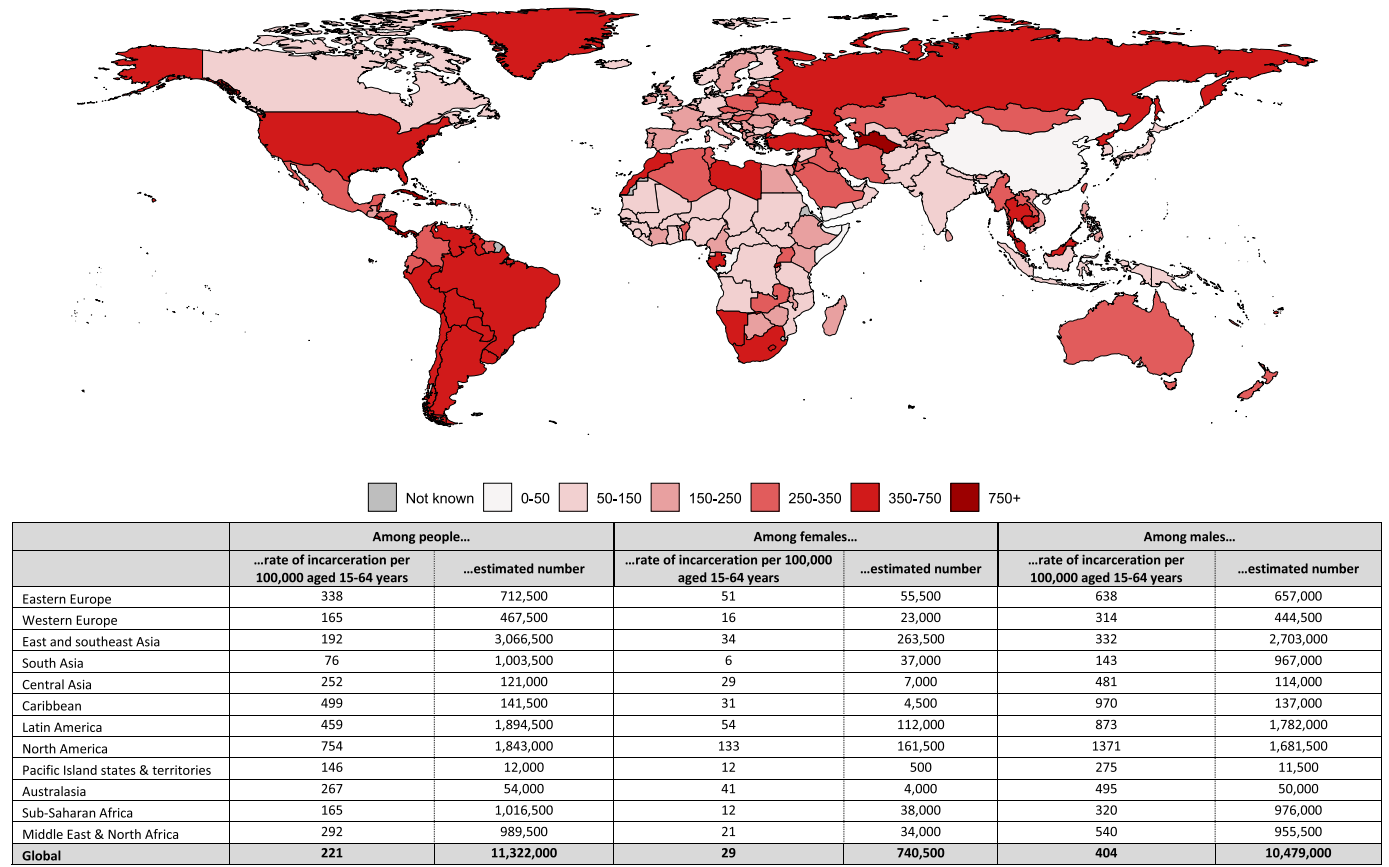 Not known 0-50 50-150 150-250 250-350 350-750 750+
Among people… Among females… Among males…
…rate of incarceration per 100,000 aged 15-64 years …estimated number …rate of incarceration per 100,000 aged 15-64 years …estimated number …rate of incarceration per 100,000 aged 15-64 years …estimated number
Eastern Europe 338 712,500 51 55,500 638 657,000
Western Europe 165 467,500 16 23,000 314 444,500
East and southeast Asia 192 3,066,500 34 263,500 332 2,703,000
South Asia 76 1,003,500 6 37,000 143 967,000
Central Asia 252 121,000 29 7,000 481 114,000
Caribbean 499 141,500 31 4,500 970 137,000
Latin America 459 1,894,500 54 112,000 873 1,782,000
North America 754 1,843,000 133 161,500 1371 1,681,500
Pacific Island states & territories 146 12,000 12 500 275 11,500
Australasia 267 54,000 41 4,000 495 50,000
Sub-Saharan Africa 165 1,016,500 12 38,000 320 976,000
Middle East & North Africa 292 989,500 21 34,000 540 955,500
Global 221 11,322,000 29 740,500 404 10,479,000